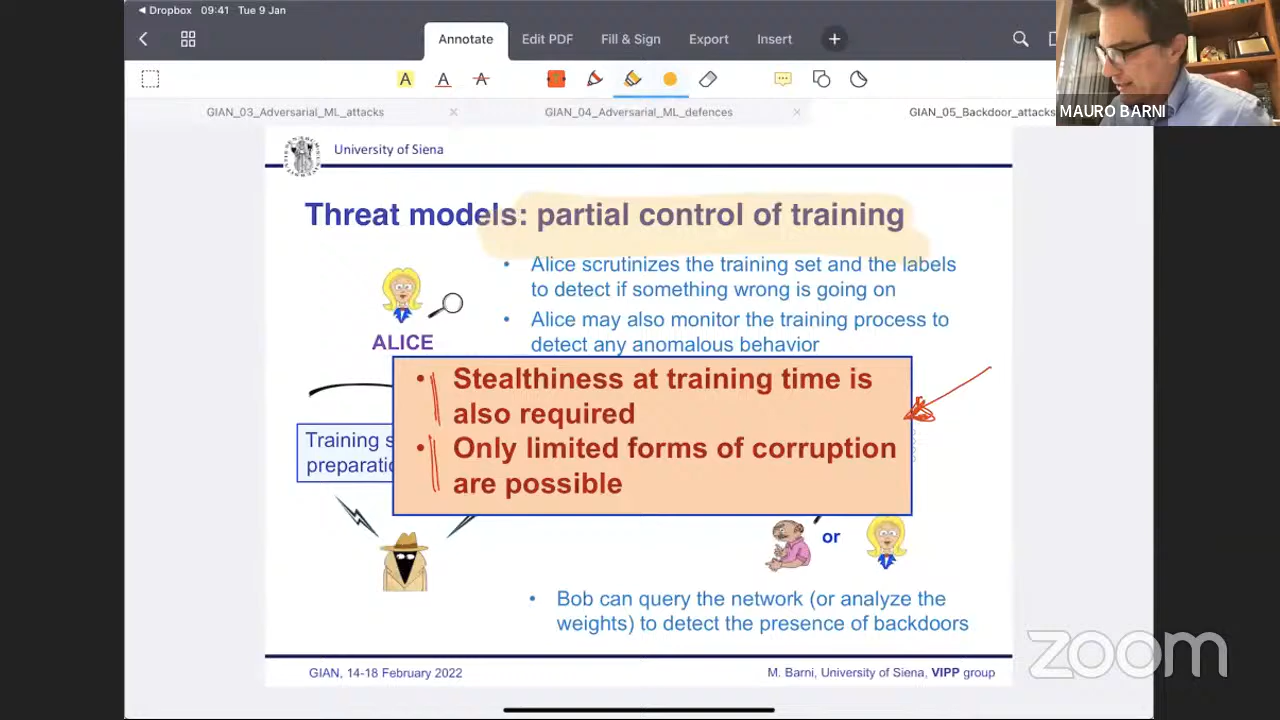 Dropbox 09:41 Tue 9 Jan
Annotate Edit PDF Fill & Sign Export Insert
GIAN_03_Adversarial_ML_attacks
GIAN_04_Adversarial_ML_defences
GIAN_05_Backdoor_attacks
MAURO BARNI
University of Siena
Threat models: partial control of training
• Alice scrutinizes the training set and the labels
to detect if something wrong is going on
• Alice may also monitor the training process to
detect any anomalous behavior
ALICE
• Stealthiness at training time is
also required
• Only limited forms of corruption
are possible
Training s
preparatio
or
• Bob can query the network (or analyze the
weights) to detect the presence of backdoors
GIAN, 14-18 February 2022
M. Barni, University of Siena, VIPP group
zoom